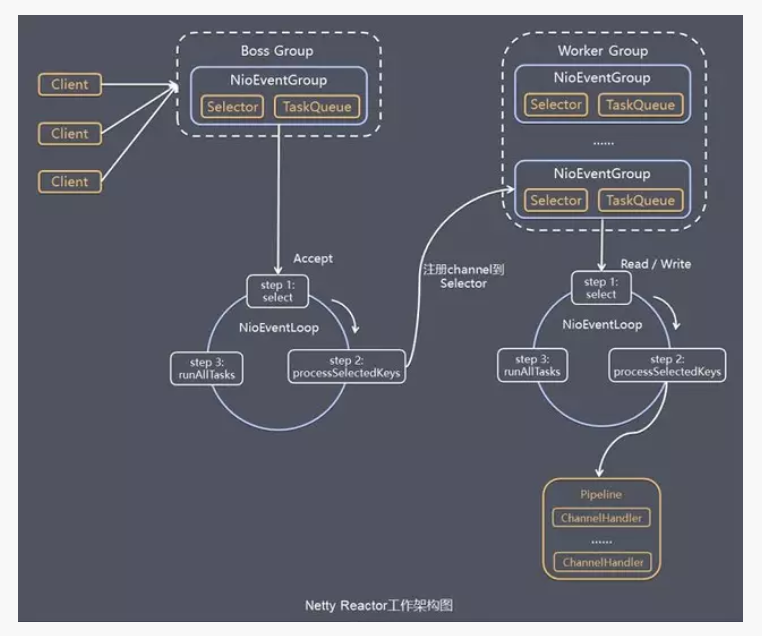 Boss Group
NioEventGroup
Selector TaskQueue
Client
Client
Client
Accept
step 1:
select
NioEventLoop
step 2:
processSelectedKeys
step 3:
runAllTasks
注册channel到
Selector
Worker Group
NioEventGroup
Selector TaskQueue
......
NioEventGroup
Selector TaskQueue
Read / Write
step 1:
select
NioEventLoop
step 2:
processSelectedKeys
step 3:
runAllTasks
Pipeline
ChannelHandler
......
ChannelHandler
Netty Reactor工作架构图